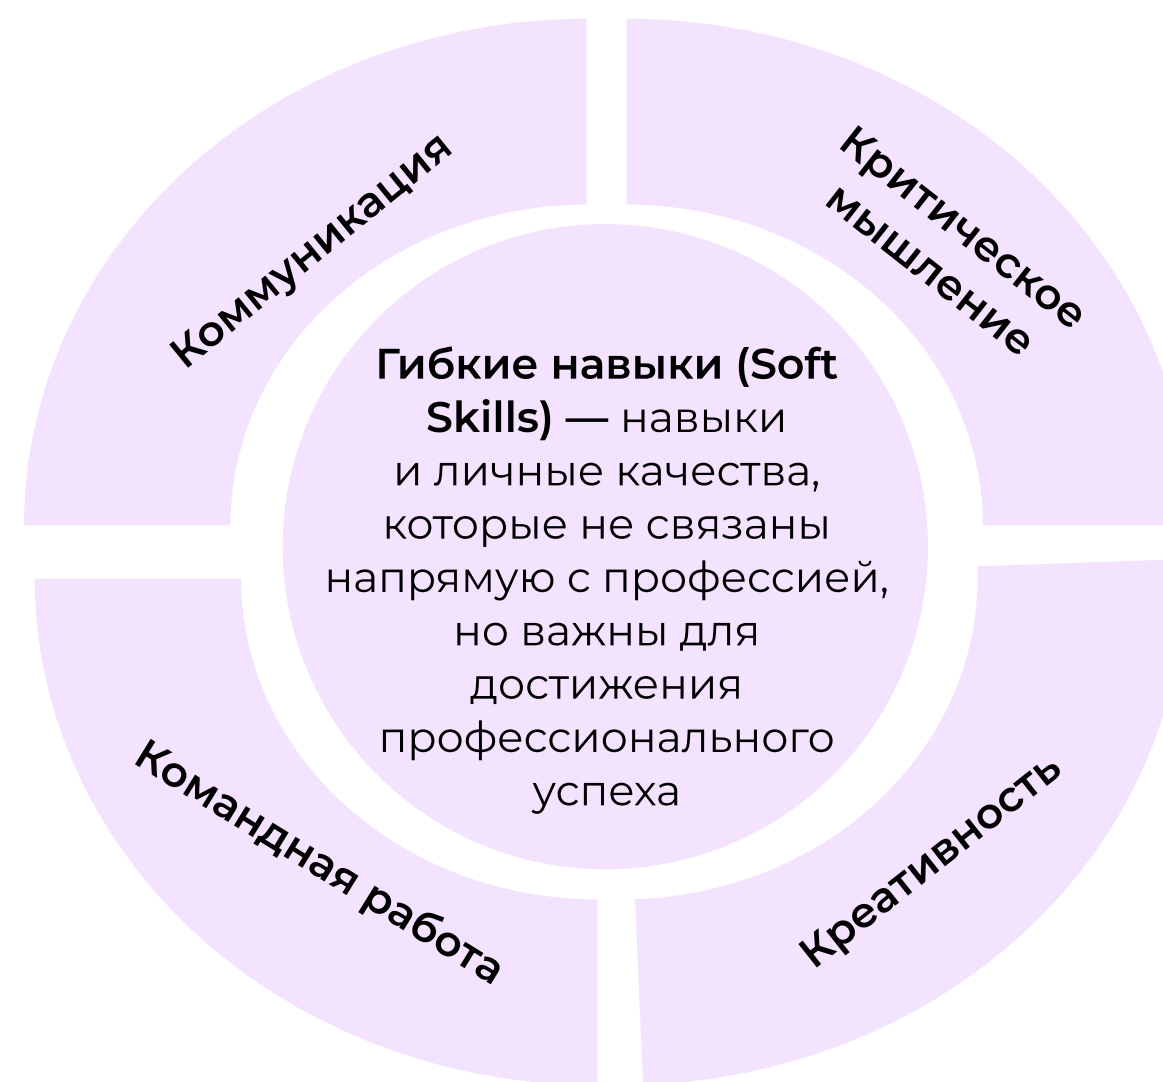 Коммуникация
Критическое
мышление
Гибкие навыки (Soft
Skills) — навыки
и личные качества,
которые не связаны
напрямую с профессией,
но важны для
достижения
профессионального
успеха
Командная работа
Креативность